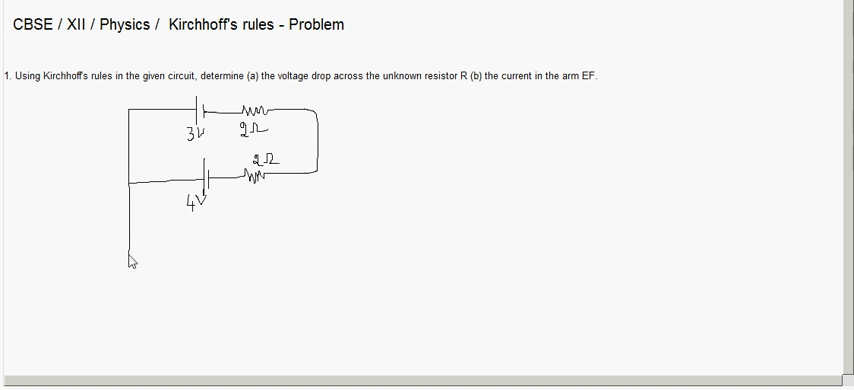 CBSE / XII / Physics / Kirchhoff's rules - Problem
1. Using Kirchhoff's rules in the given circuit, determine (a) the voltage drop across the unknown resistor R (b) the current in the arm EF.
3V 2Ω
2Ω
4V